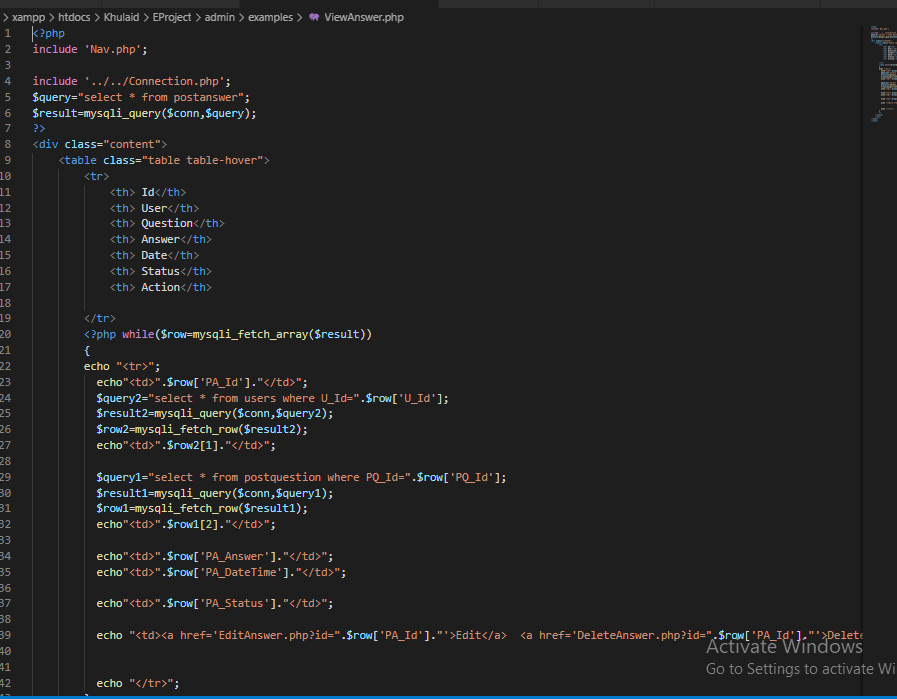 > xampp > htdocs > Khulaid > EProject > admin > examples > ViewAnswer.php
1 <?php
2 include 'Nav.php';
3
4 include '../../Connection.php';
5 $query="select * from postanswer";
6 $result=mysqli_query($conn,$query);
7 ?>
8 <div class="content">
9 <table class="table table-hover">
10 <tr>
11 <th> Id</th>
12 <th> User</th>
13 <th> Question</th>
14 <th> Answer</th>
15 <th> Date</th>
16 <th> Status</th>
17 <th> Action</th>
18
19 </tr>
20 <?php while($row=mysqli_fetch_array($result))
21 {
22 echo "<tr>";
23 echo"<td>".$row['PA_Id']."</td>";
24 $query2="select * from users where U_Id=".$row['U_Id'];
25 $result2=mysqli_query($conn,$query2);
26 $row2=mysqli_fetch_row($result2);
27 echo"<td>".$row2[1]."</td>";
28
29 $query1="select * from postquestion where PQ_Id=".$row['PQ_Id'];
30 $result1=mysqli_query($conn,$query1);
31 $row1=mysqli_fetch_row($result1);
32 echo"<td>".$row1[2]."</td>";
33
34 echo"<td>".$row['PA_Answer']."</td>";
35 echo"<td>".$row['PA_DateTime']."</td>";
36
37 echo"<td>".$row['PA_Status']."</td>";
38
39 echo "<td><a href='EditAnswer.php?id=".$row['PA_Id']."'>Edit</a> <a href='DeleteAnswer.php?id=".$row['PA_Id']."'>Delete
40
41
42 echo "</tr>";
Activate Windows
Go to Settings to activate Wi